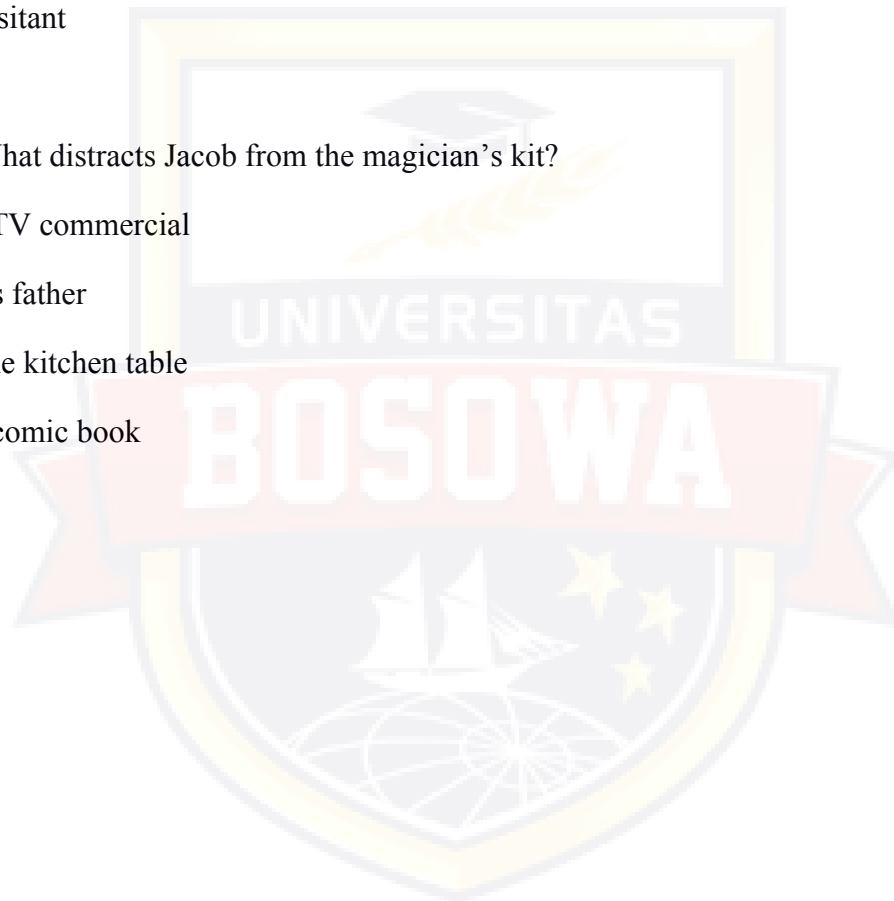 sitant
hat distracts Jacob from the magician's kit?
TV commercial
s father
e kitchen table
comic book
UNIVERSITAS
BOSOWA